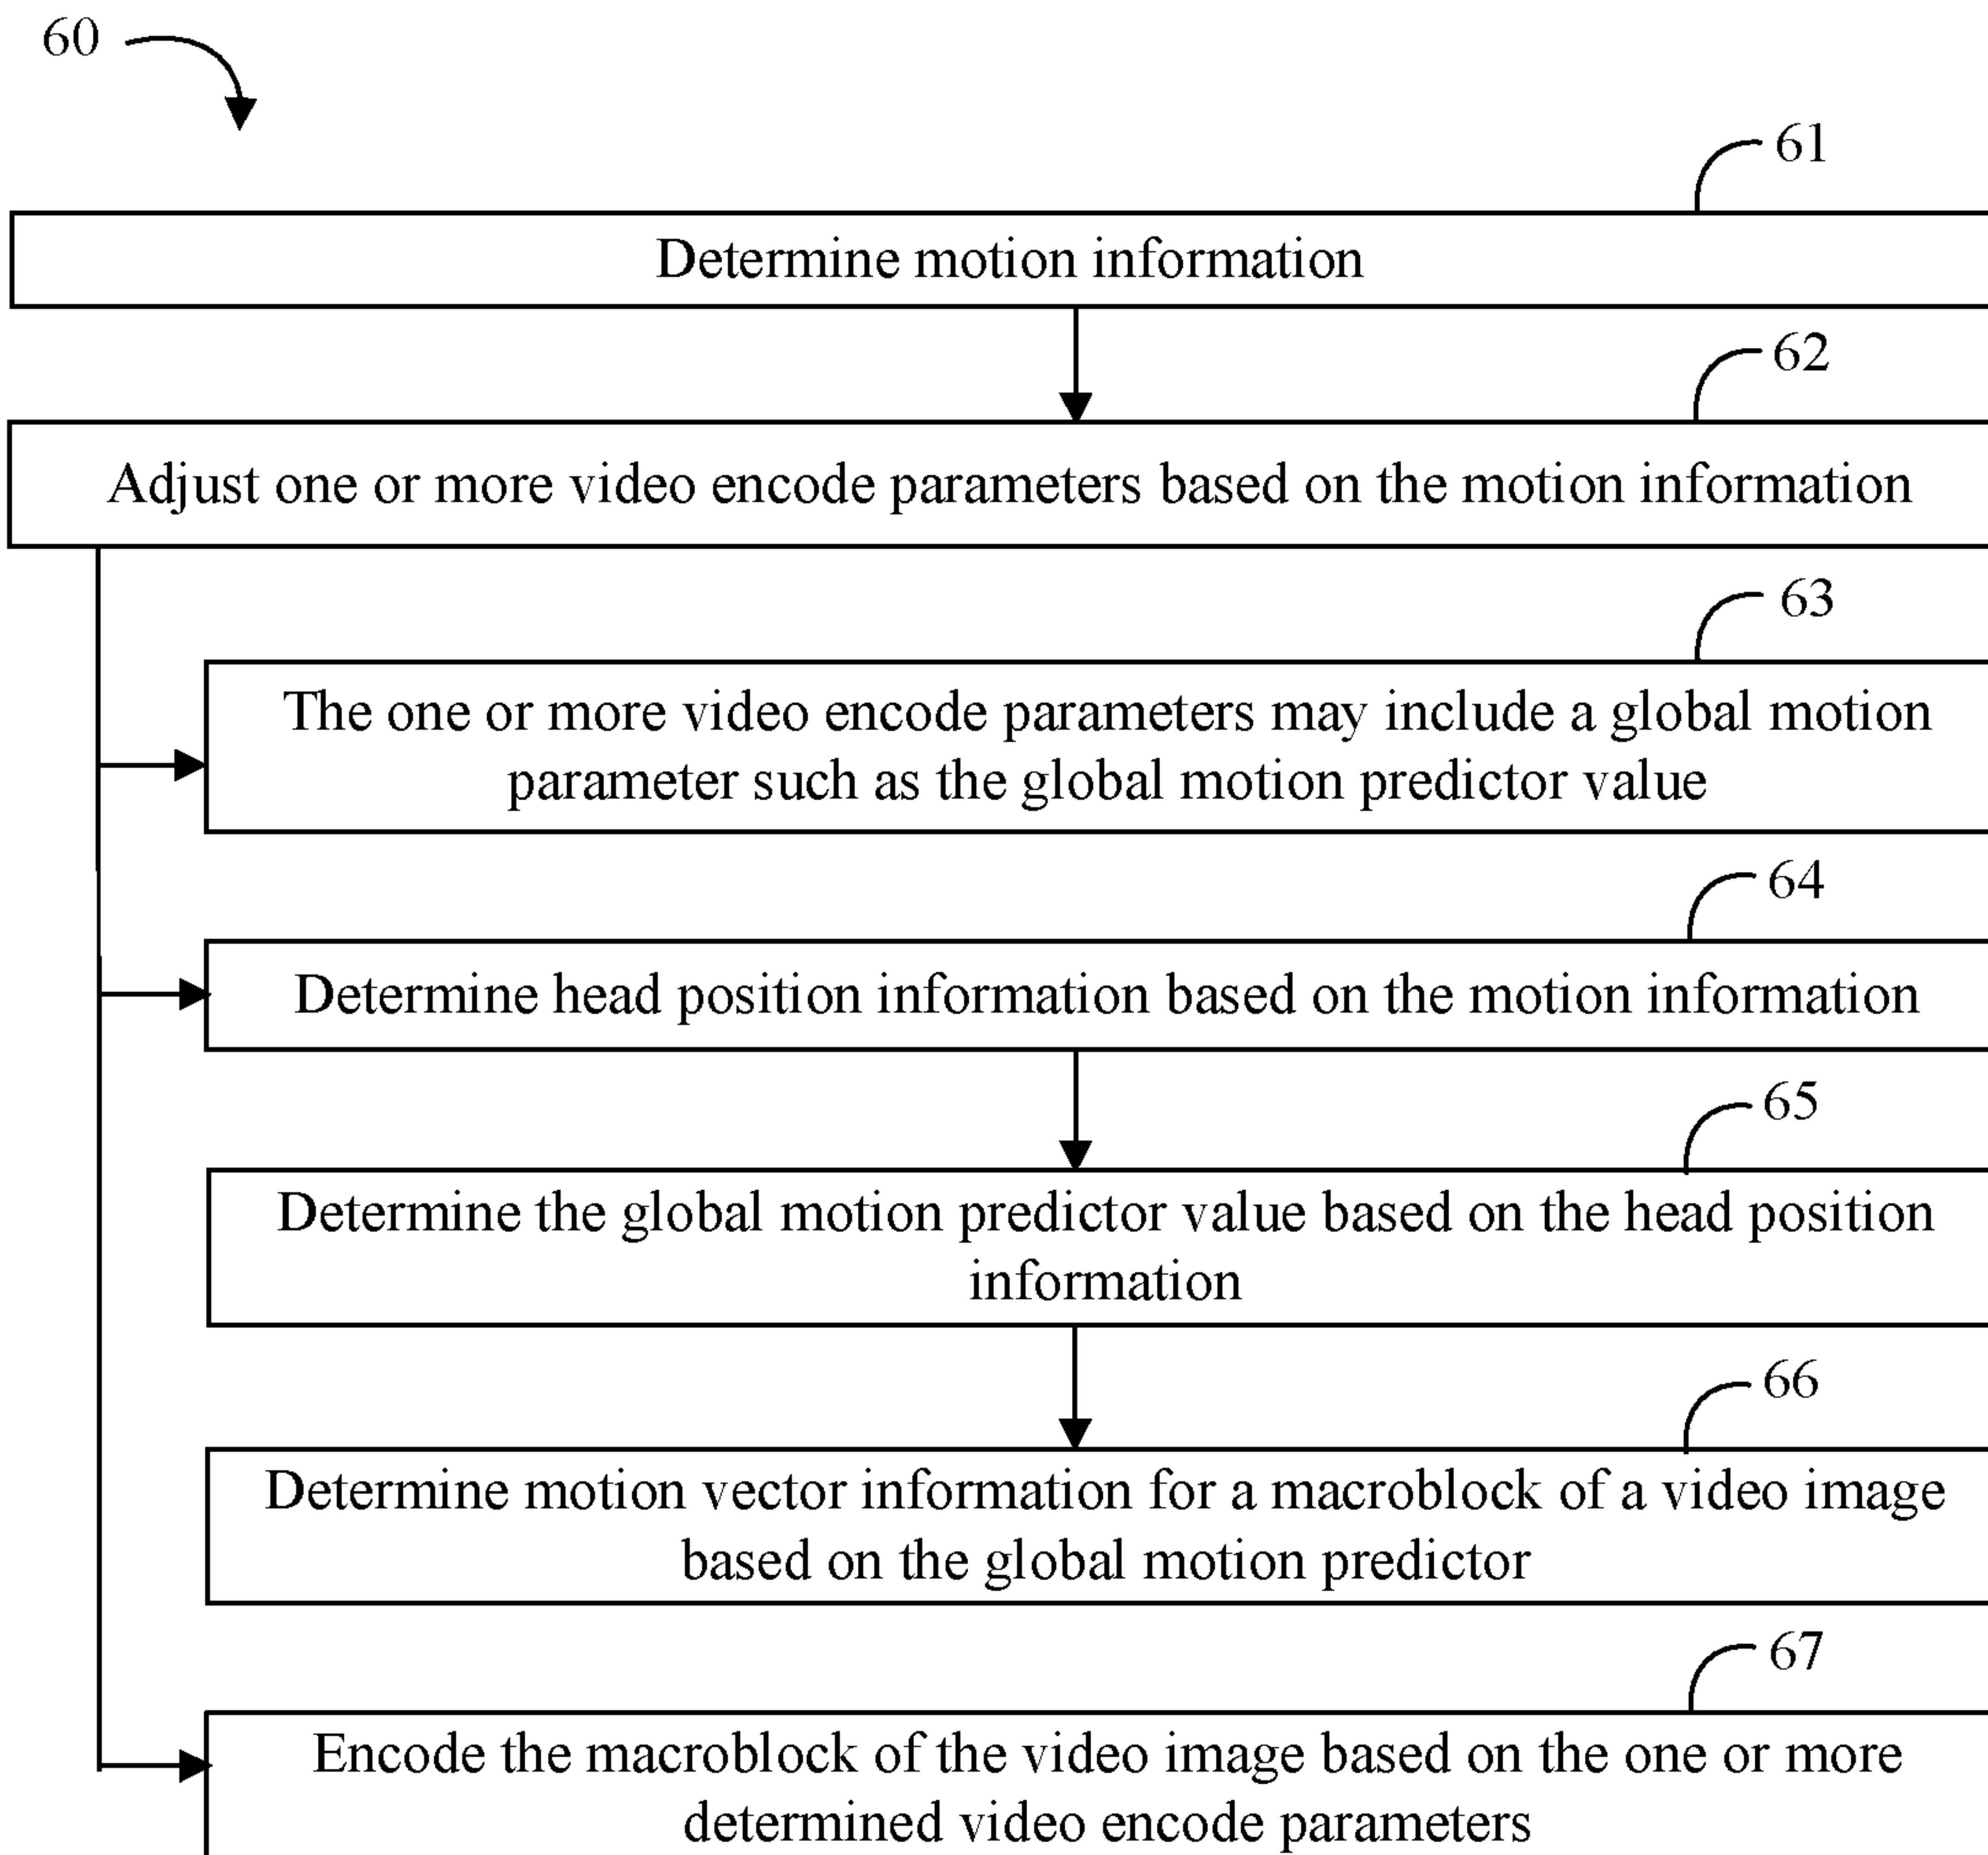 60
61
Determine motion information
62
Adjust one or more video encode parameters based on the motion information
63
The one or more video encode parameters may include a global motion
parameter such as the global motion predictor value
64
Determine head position information based on the motion information
65
Determine the global motion predictor value based on the head position
information
66
Determine motion vector information for a macroblock of a video image
based on the global motion predictor
67
Encode the macroblock of the video image based on the one or more
determined video encode parameters